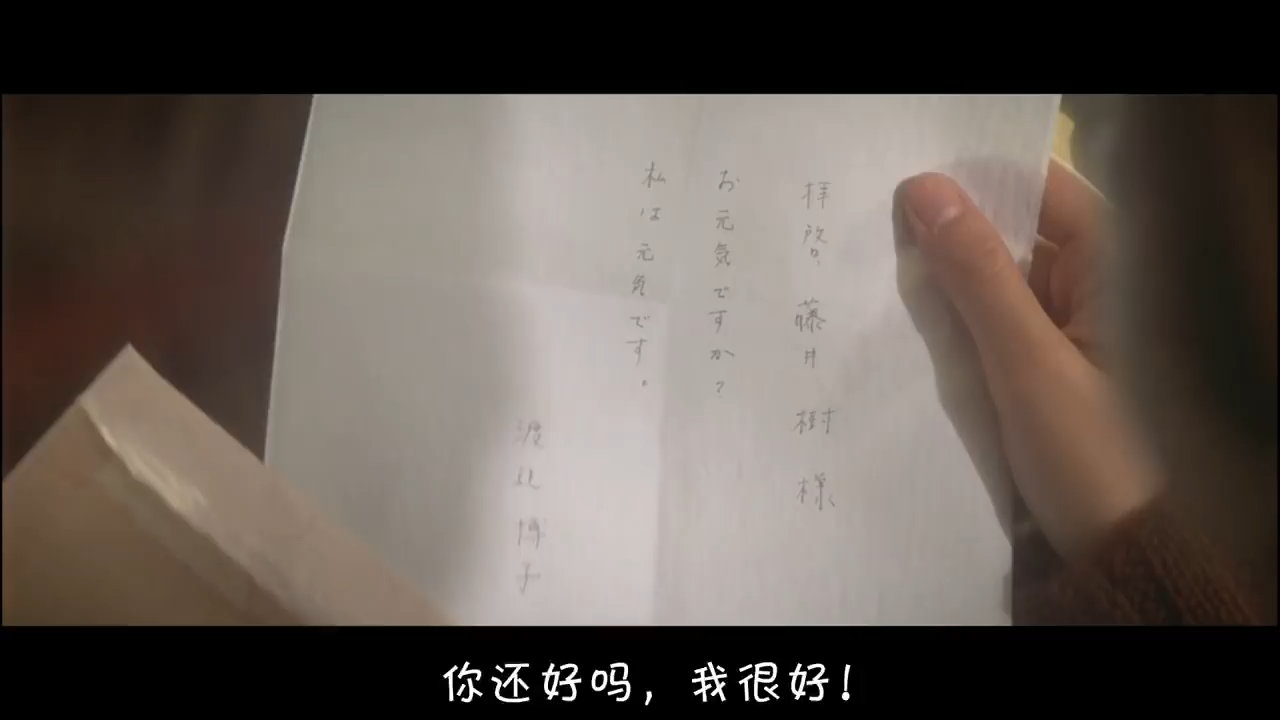 拝啓、藤井樹様
お元気ですか?
私は元気です。
渡辺博子
你还好吗，我很好!